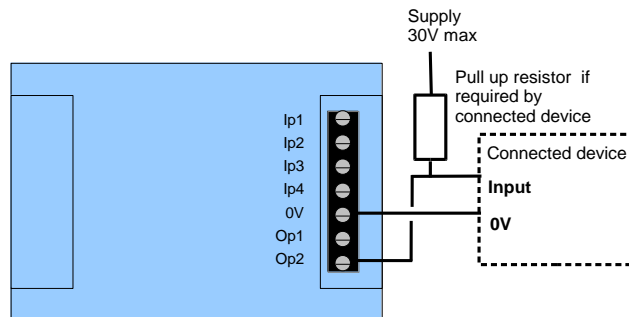 Supply
30V max
Pull up resistor if
required by
connected device
Ip1
Ip2
Ip3
Ip4
0V
Op1
Op2
Connected device
Input
0V